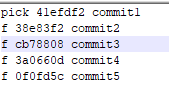 pick 41efdf2 commit1
f 38e83f2 commit2
f cb78808 commit3
f 3a0660d commit4
f 0f0fd5c commit5